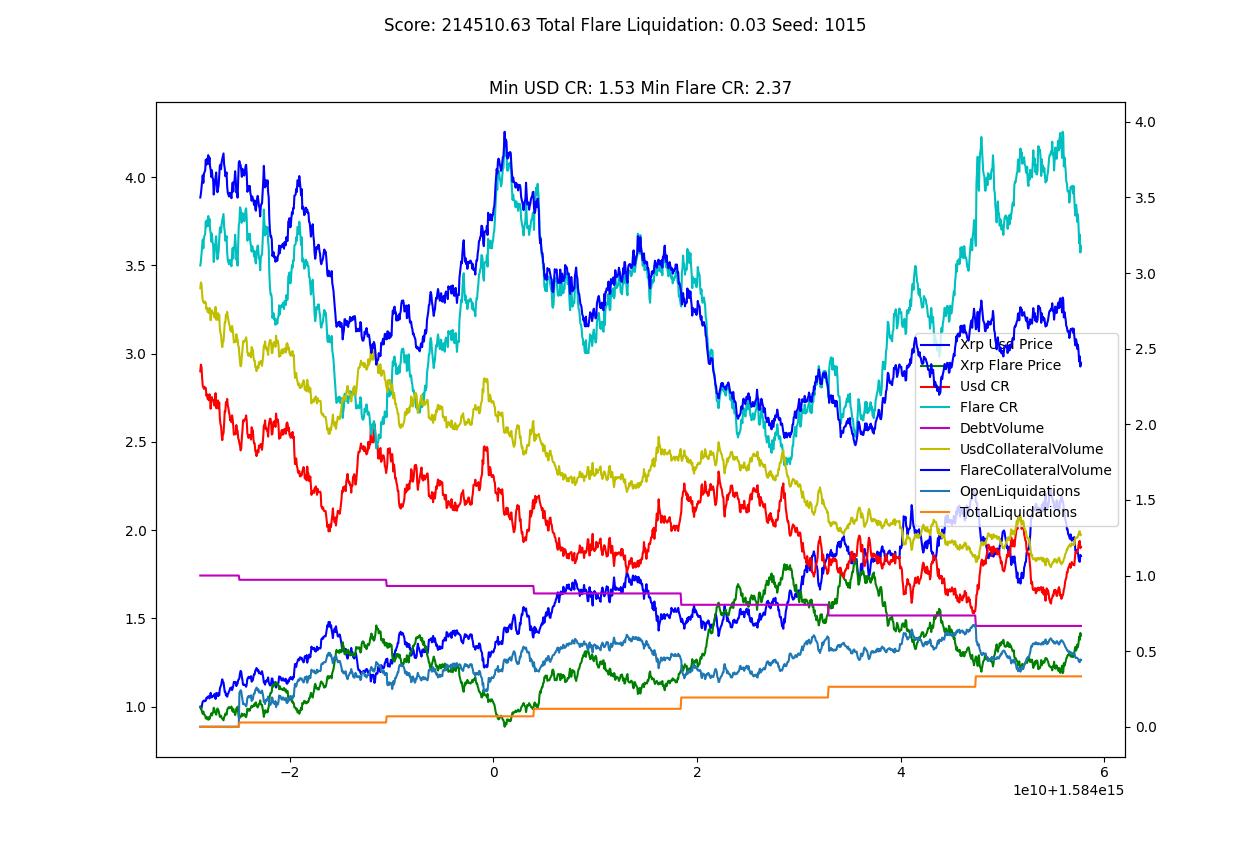 Score: 214510.63 Total Flare Liquidation: 0.03 Seed: 1015
Min USD CR: 1.53 Min Flare CR: 2.37
4.0
3.5
3.0
2.5
2.0
1.5
1.0
4.0
3.5
3.0
2.5
2.0
1.5
1.0
0.5
0.0
Xrp Usd Price
Xrp Flare Price
Usd CR
Flare CR
DebtVolume
UsdCollateralVolume
FlareCollateralVolume
OpenLiquidations
TotalLiquidations
−2 0 2 4 6
1e10+1.584e15